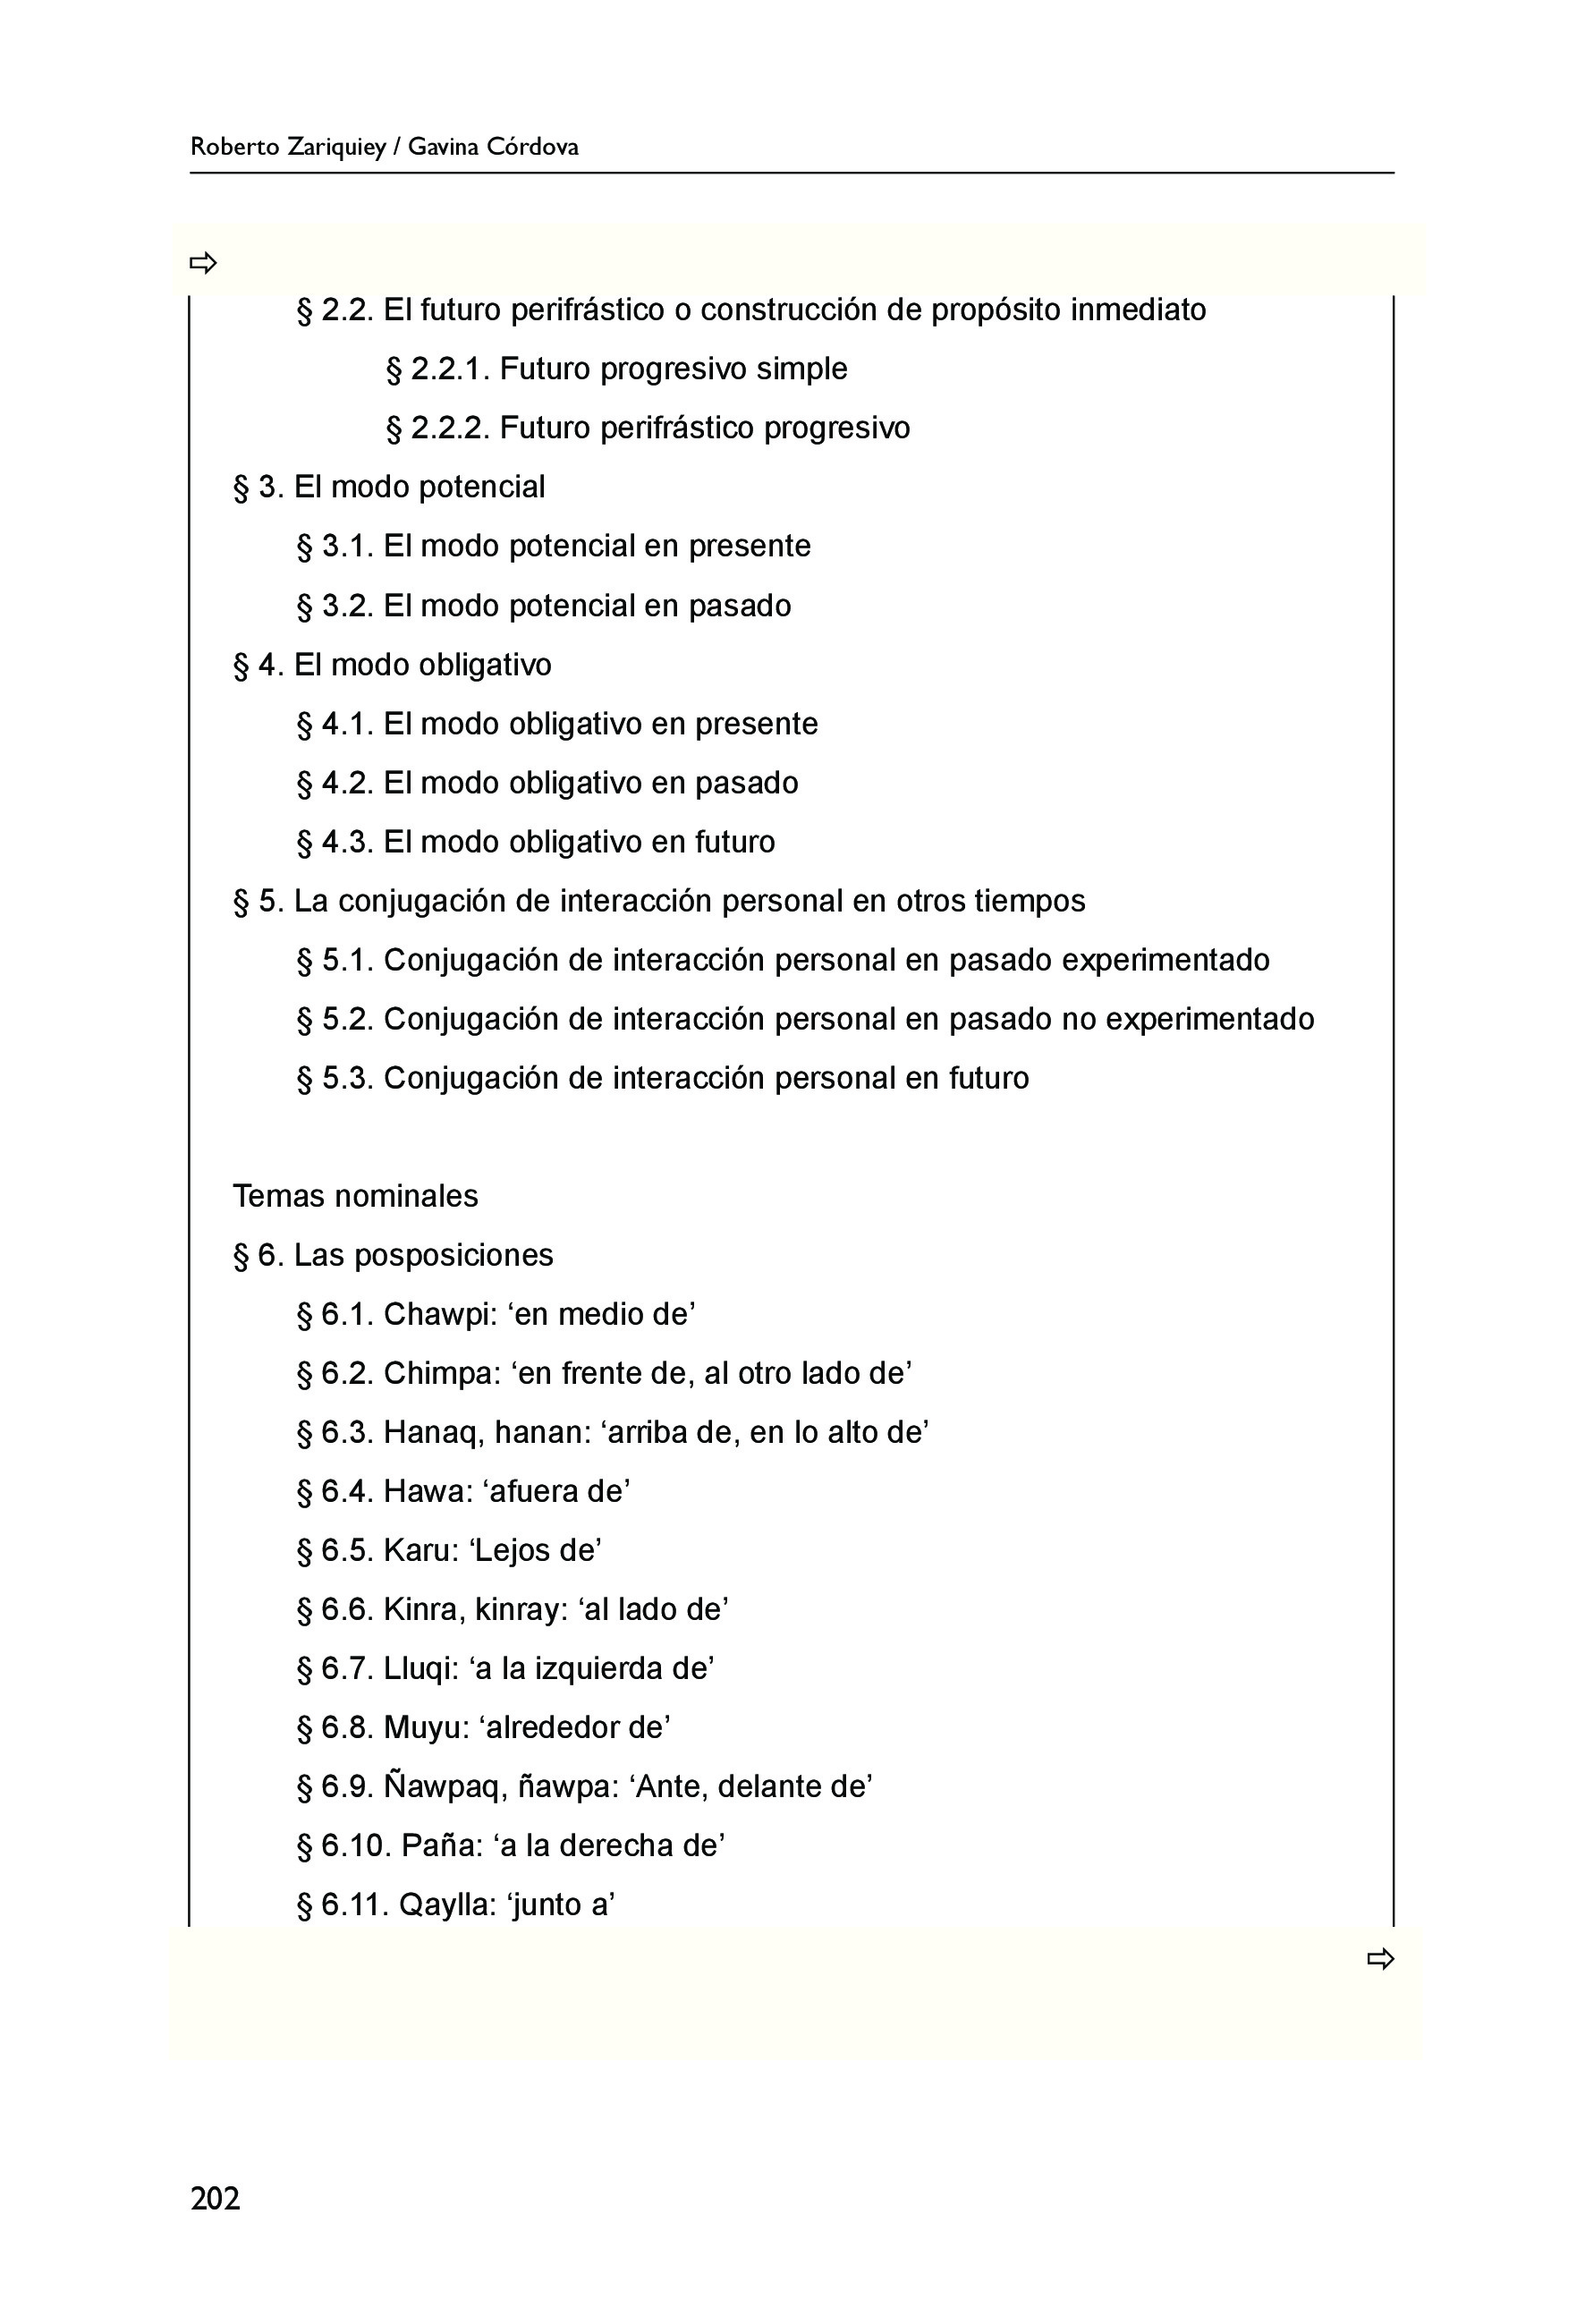 Roberto Zariquiey / Gavina Córdova
⇨
§ 2.2. El futuro perifrástico o construcción de propósito inmediato
§ 2.2.1. Futuro progresivo simple
§ 2.2.2. Futuro perifrástico progresivo
§ 3. El modo potencial
§ 3.1. El modo potencial en presente
§ 3.2. El modo potencial en pasado
§ 4. El modo obligativo
§ 4.1. El modo obligativo en presente
§ 4.2. El modo obligativo en pasado
§ 4.3. El modo obligativo en futuro
§ 5. La conjugación de interacción personal en otros tiempos
§ 5.1. Conjugación de interacción personal en pasado experimentado
§ 5.2. Conjugación de interacción personal en pasado no experimentado
§ 5.3. Conjugación de interacción personal en futuro
Temas nominales
§ 6. Las posposiciones
§ 6.1. Chawpi: ‘en medio de’
§ 6.2. Chimpa: ‘en frente de, al otro lado de’
§ 6.3. Hanaq, hanan: ‘arriba de, en lo alto de’
§ 6.4. Hawa: ‘afuera de’
§ 6.5. Karu: ‘Lejos de’
§ 6.6. Kinra, kinray: ‘al lado de’
§ 6.7. Lluqi: ‘a la izquierda de’
§ 6.8. Muyu: ‘alrededor de’
§ 6.9. Ñawpaq, ñawpa: ‘Ante, delante de’
§ 6.10. Paña: ‘a la derecha de’
§ 6.11. Qaylla: ‘junto a’
⇨
202